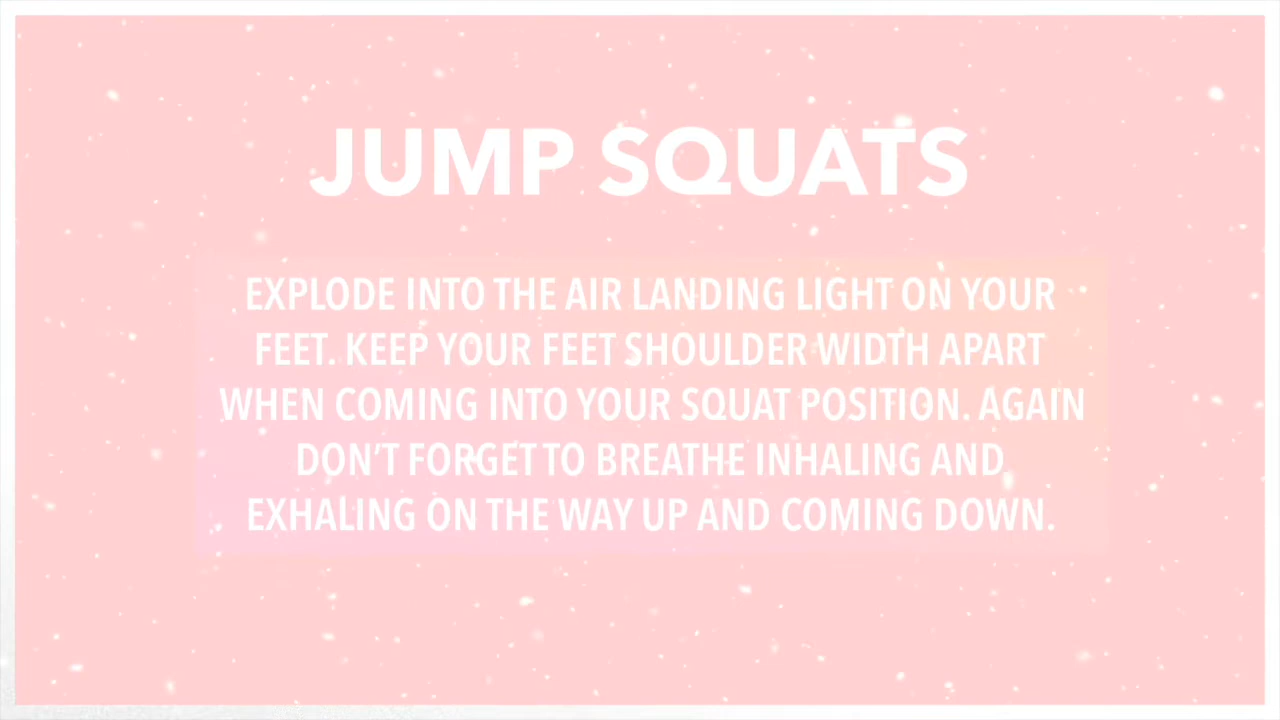 JUMP SQUATS
EXPLODE INTO THE AIR LANDING LIGHT ON YOUR
FEET. KEEP YOUR FEET SHOULDER WIDTH APART
WHEN COMING INTO YOUR SQUAT POSITION. AGAIN
DON'T FORGET TO BREATHE INHALING AND
EXHALING ON THE WAY UP AND COMING DOWN.